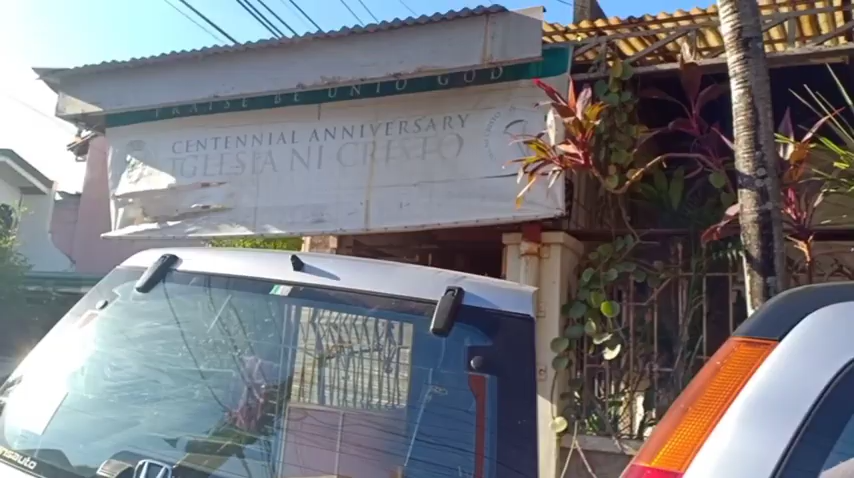 PRAISE BE UNTO GOD
CENTENNIAL ANNIVERSARY
IGLESIA NI CRISTO